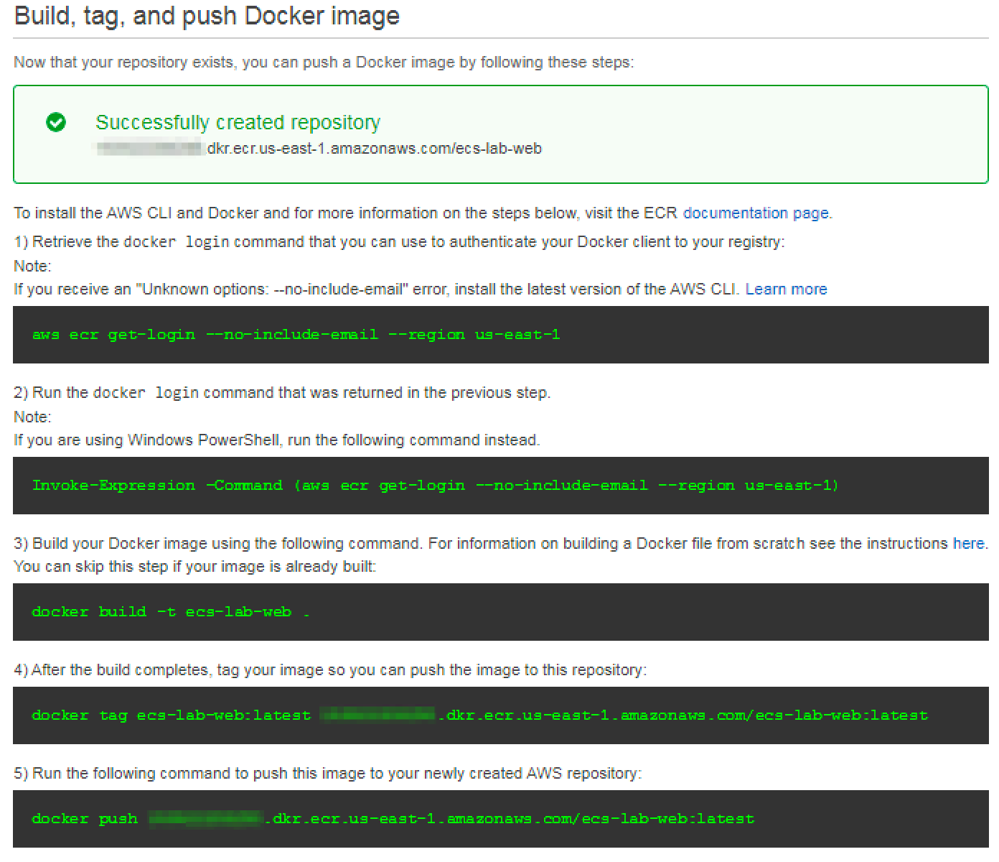 Build, tag, and push Docker image
Now that your repository exists, you can push a Docker image by following these steps:
Successfully created repository
.dkr.ecr.us-east-1.amazonaws.com/ecs-lab-web
To install the AWS CLI and Docker and for more information on the steps below, visit the ECR documentation page.
1) Retrieve the docker login command that you can use to authenticate your Docker client to your registry:
Note:
If you receive an "Unknown options: --no-include-email" error, install the latest version of the AWS CLI. Learn more
aws ecr get-login --no-include-email --region us-east-1
2) Run the docker login command that was returned in the previous step.
Note:
If you are using Windows PowerShell, run the following command instead.
Invoke-Expression -Command (aws ecr get-login --no-include-email --region us-east-1)
3) Build your Docker image using the following command. For information on building a Docker file from scratch see the instructions here.
You can skip this step if your image is already built:
docker build -t ecs-lab-web .
4) After the build completes, tag your image so you can push the image to this repository:
docker tag ecs-lab-web:latest .dkr.ecr.us-east-1.amazonaws.com/ecs-lab-web:latest
5) Run the following command to push this image to your newly created AWS repository:
docker push .dkr.ecr.us-east-1.amazonaws.com/ecs-lab-web:latest